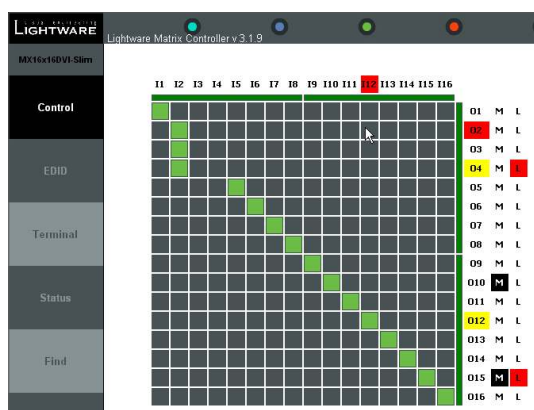 LIGHTWARE
Lightware Matrix Controller v 3.1.9
MX16x16DVI-Slim
I1 I2 I3 I4 I5 I6 I7 I8 I9 I10 I11 I12 I13 I14 I15 I16
Control
EDID
Terminal
Status
Find
O1 M L
O2 M L
O3 M L
O4 M L
O5 M L
O6 M L
O7 M L
O8 M L
O9 M L
O10 M L
O11 M L
O12 M L
O13 M L
O14 M L
O15 M L
O16 M L